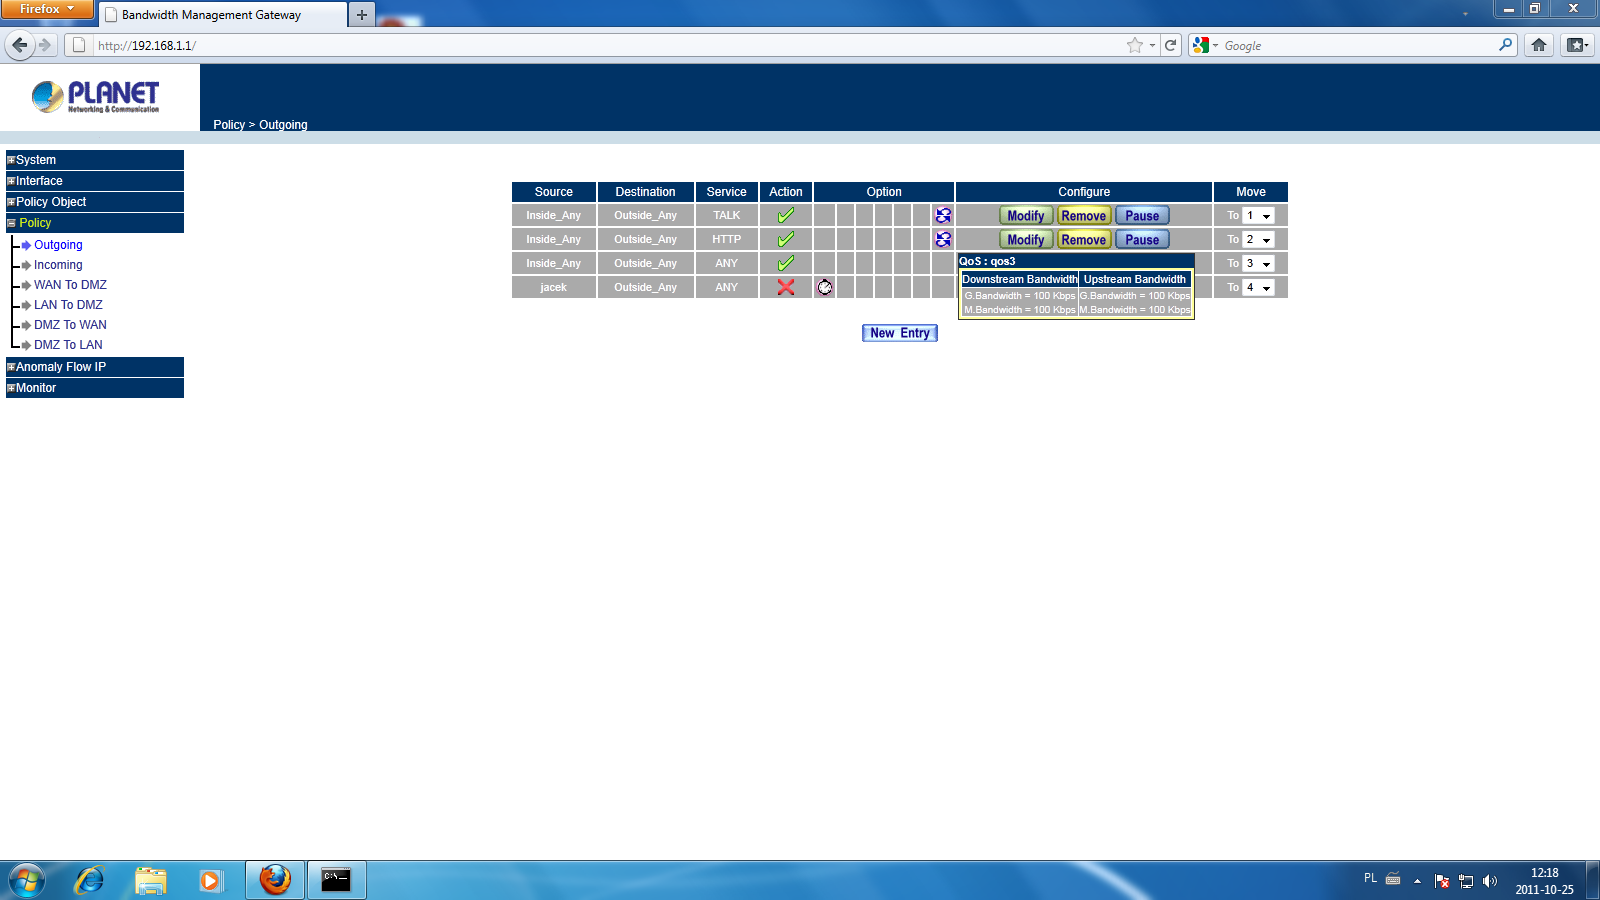 Firefox
Bandwidth Management Gateway
http://192.168.1.1/
Google
PLANET
Networking & Communication
Policy > Outgoing
System
Interface
Policy Object
Policy
Outgoing
Incoming
WAN To DMZ
LAN To DMZ
DMZ To WAN
DMZ To LAN
Anomaly Flow IP
Monitor
Source Destination Service Action Option Configure Move
Inside_Any Outside_Any TALK Modify Remove Pause To 1
Inside_Any Outside_Any HTTP Modify Remove Pause To 2
Inside_Any Outside_Any ANY To 3
jacek Outside_Any ANY To 4
QoS : qos3
Downstream Bandwidth Upstream Bandwidth
G.Bandwidth = 100 Kbps G.Bandwidth = 100 Kbps
M.Bandwidth = 100 Kbps M.Bandwidth = 100 Kbps
New Entry
C:\_
PL
12:18
2011-10-25